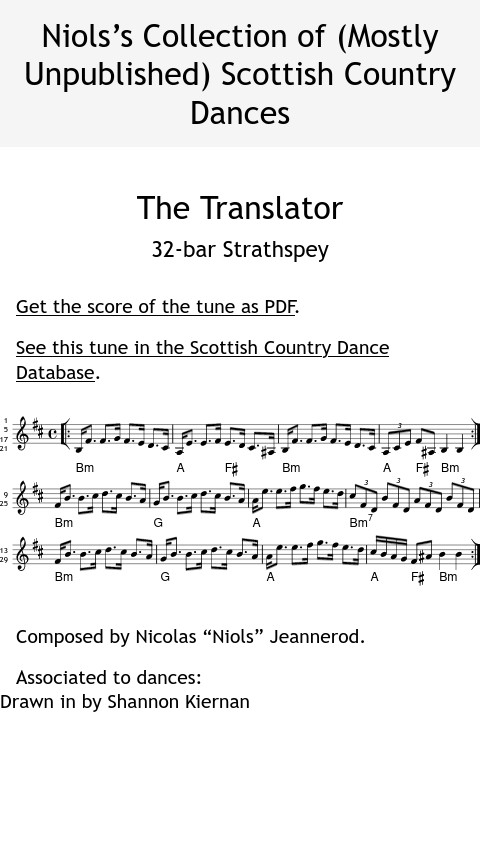 Niols’s Collection of (Mostly
Unpublished) Scottish Country
Dances
The Translator
32-bar Strathspey
Get the score of the tune as PDF.
See this tune in the Scottish Country Dance
Database.
1
5
17
21
3
3
Bm A F♯ Bm A F♯ Bm
9
25
3 3 3 3
Bm G A Bm7
13
29
Bm G A A F♯ Bm
Composed by Nicolas “Niols” Jeannerod.
Associated to dances:
Drawn in by Shannon Kiernan